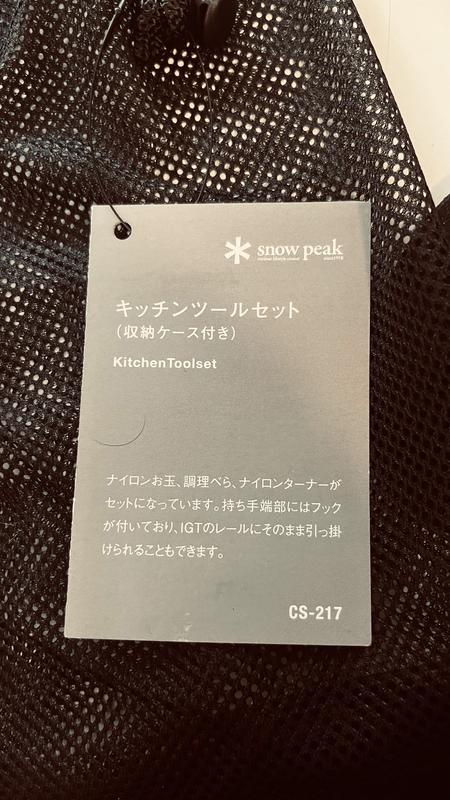 snow peak
outdoor lifestyle creator since1958
キッチンツールセット
（収納ケース付き）
KitchenToolset
ナイロンお玉、調理べら、ナイロンターナーが
セットになっています。持ち手端部にはフック
が付いており、IGTのレールにそのまま引っ掛
けられることもできます。
CS-217